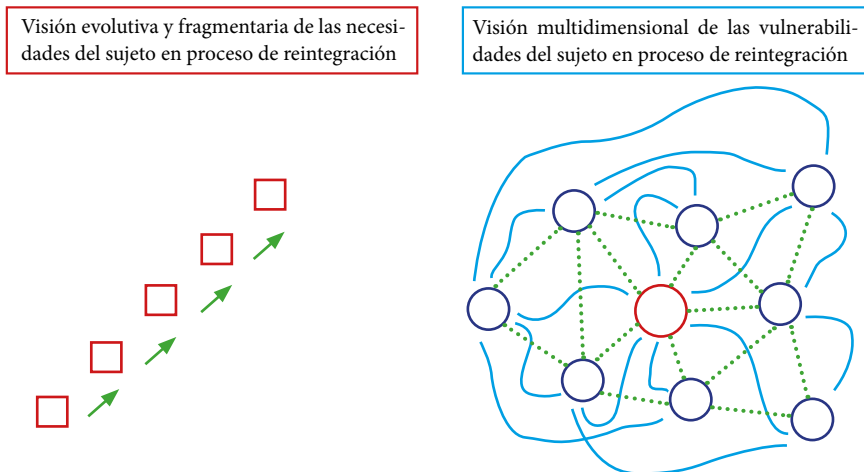 Visión evolutiva y fragmentaria de las necesi-
dades del sujeto en proceso de reintegración
Visión multidimensional de las vulnerabili-
dades del sujeto en proceso de reintegración